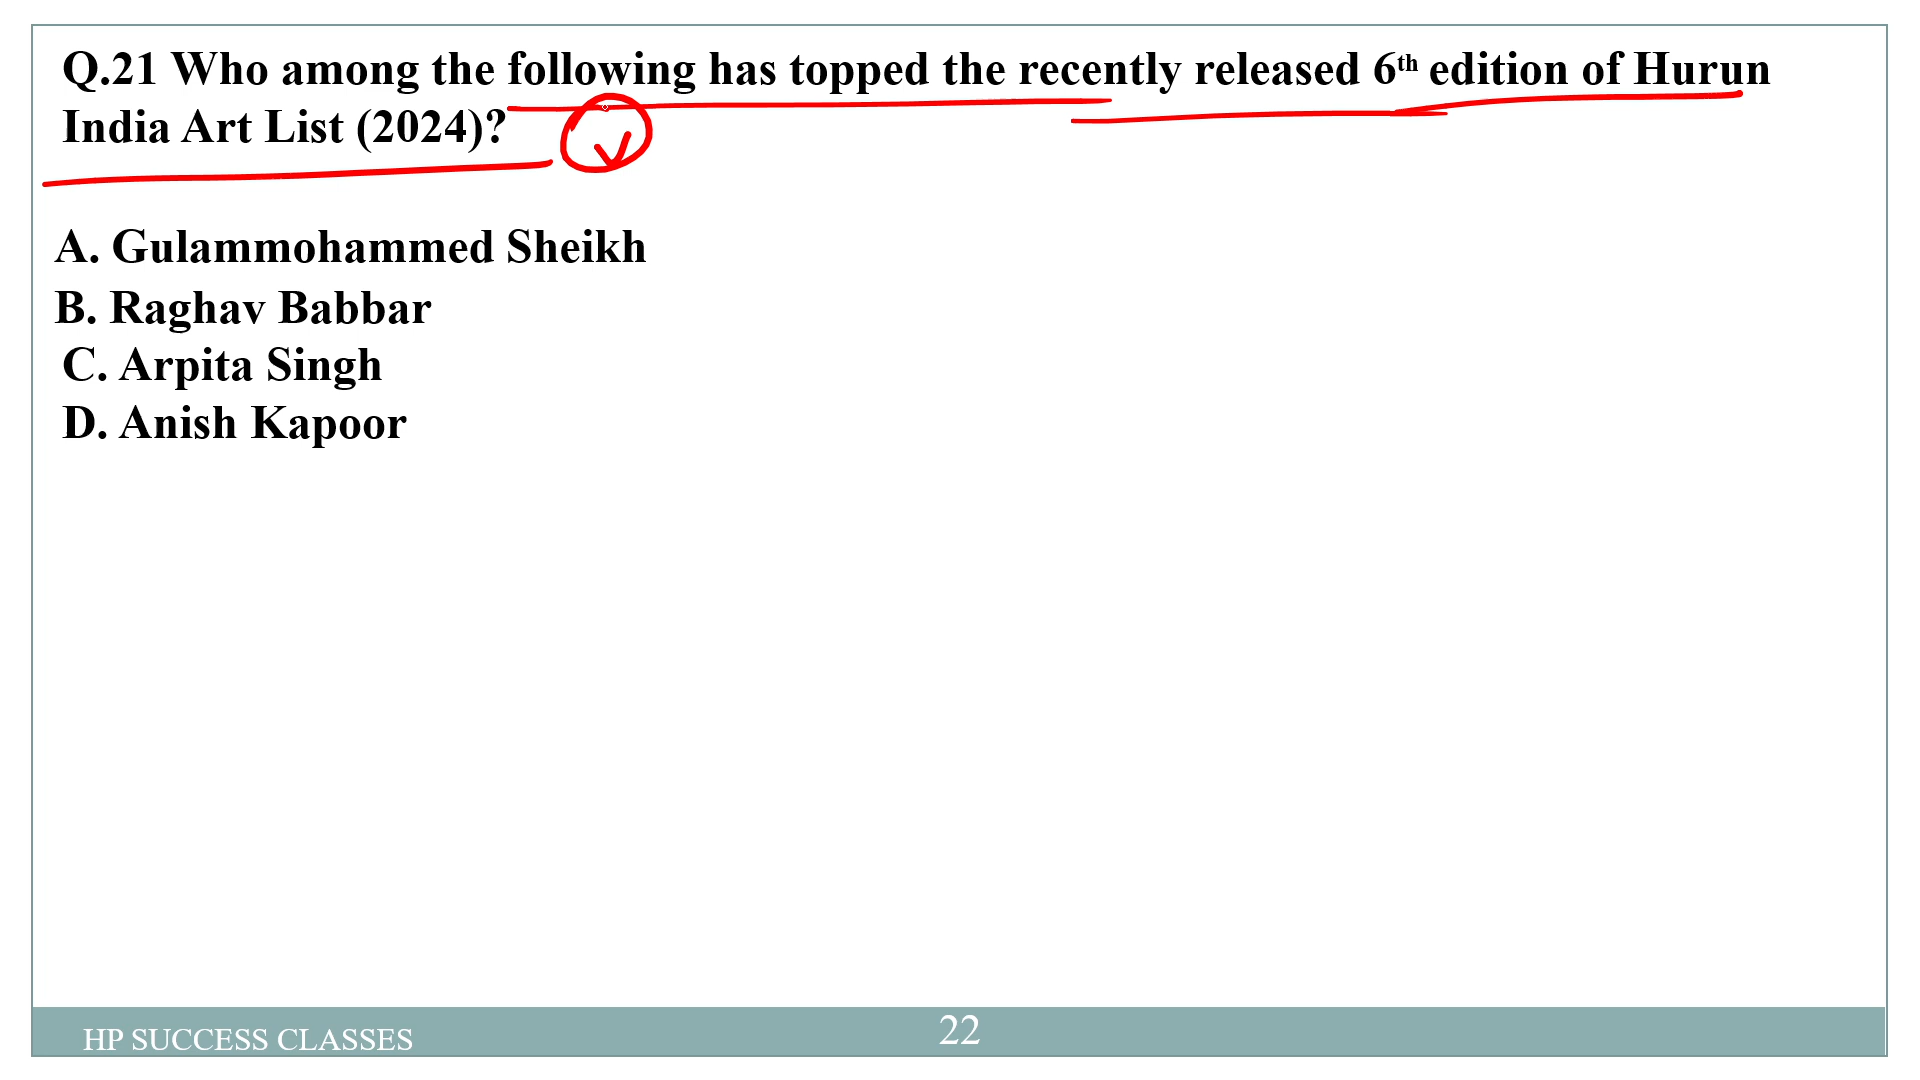 Q.21 Who among the following has topped the recently released 6th edition of Hurun
India Art List (2024)?
A. Gulammohammed Sheikh
B. Raghav Babbar
C. Arpita Singh
D. Anish Kapoor
HP SUCCESS CLASSES
22